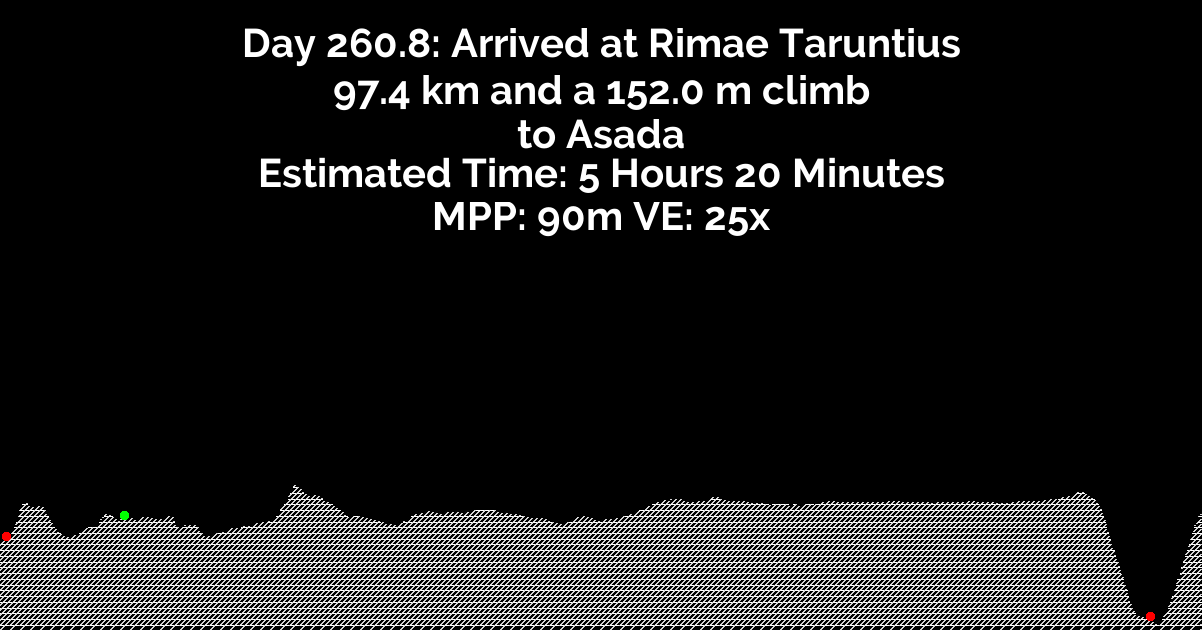 Day 260.8: Arrived at Rimae Taruntius
97.4 km and a 152.0 m climb
to Asada
Estimated Time: 5 Hours 20 Minutes
MPP: 90m VE: 25x